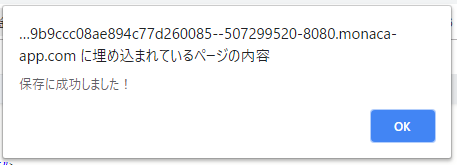 ...9b9ccc08ae894c77d260085--507299520-8080.monaca-
app.com に埋め込まれているページの内容
保存に成功しました！
OK